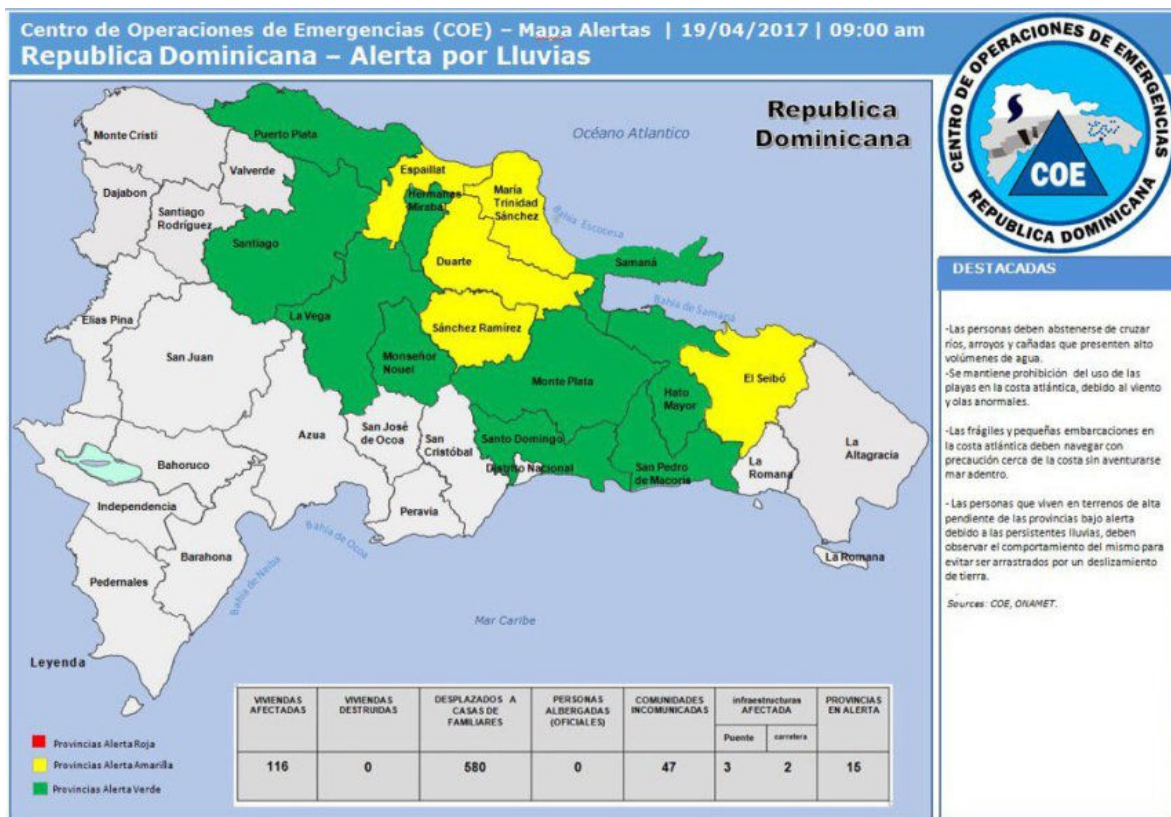 Centro de Operaciones de Emergencias (COE) – Mapa Alertas | 19/04/2017 | 09:00 am
Republica Dominicana – Alerta por Lluvias
CENTRO DE OPERACIONES DE EMERGENCIAS
COE
REPUBLICA DOMINICANA
Republica
Dominicana
Océano Atlantico
Monte Cristi
Puerto Plata
Valverde
Dajabon
Santiago
Rodríguez
Espaillat
Hermanas
Mirabal
María
Trinidad
Sánchez
Bahía Escocesa
Santiago
Duarte
Samaná
Bahía de Samaná
Elias Pina
La Vega
Sánchez Ramírez
San Juan
Monseñor
Nouel
Monte Plata
El Seibó
Hato
Mayor
Azua
San José
de Ocoa
San
Cristóbal
Santo Domingo
Distrito Nacional
San Pedro
de Macoris
La
Romana
La
Altagracia
Bahoruco
Independencia
Peravia
Bahía de Ocoa
Barahona
Bahía de Neiba
Pedernales
La Romana
Mar Caribe
Leyenda
Provincias Alerta Roja
Provincias Alerta Amarilla
Provincias Alerta Verde
VIVIENDAS AFECTADAS
VIVIENDAS DESTRUIDAS
DESPLAZADOS A CASAS DE FAMILIARES
PERSONAS ALBERGADAS (OFICIALES)
COMUNIDADES INCOMUNICADAS
infraestructuras AFECTADA
PROVINCIAS EN ALERTA
Puente carretera
116 0 580 0 47 3 2 15
DESTACADAS
-Las personas deben abstenerse de cruzar
ríos, arroyos y cañadas que presenten alto
volúmenes de agua.
-Se mantiene prohibición del uso de las
playas en la costa atlántica, debido al viento
y olas anormales.
-Las frágiles y pequeñas embarcaciones en
la costa atlántica deben navegar con
precaución cerca de la costa sin aventurarse
mar adentro.
- Las personas que viven en terrenos de alta
pendiente de las provincias bajo alerta
debido a las persistentes lluvias, deben
observar el comportamiento del mismo para
evitar ser arrastrados por un deslizamiento
de tierra.
Sources: COE, ONAMET.